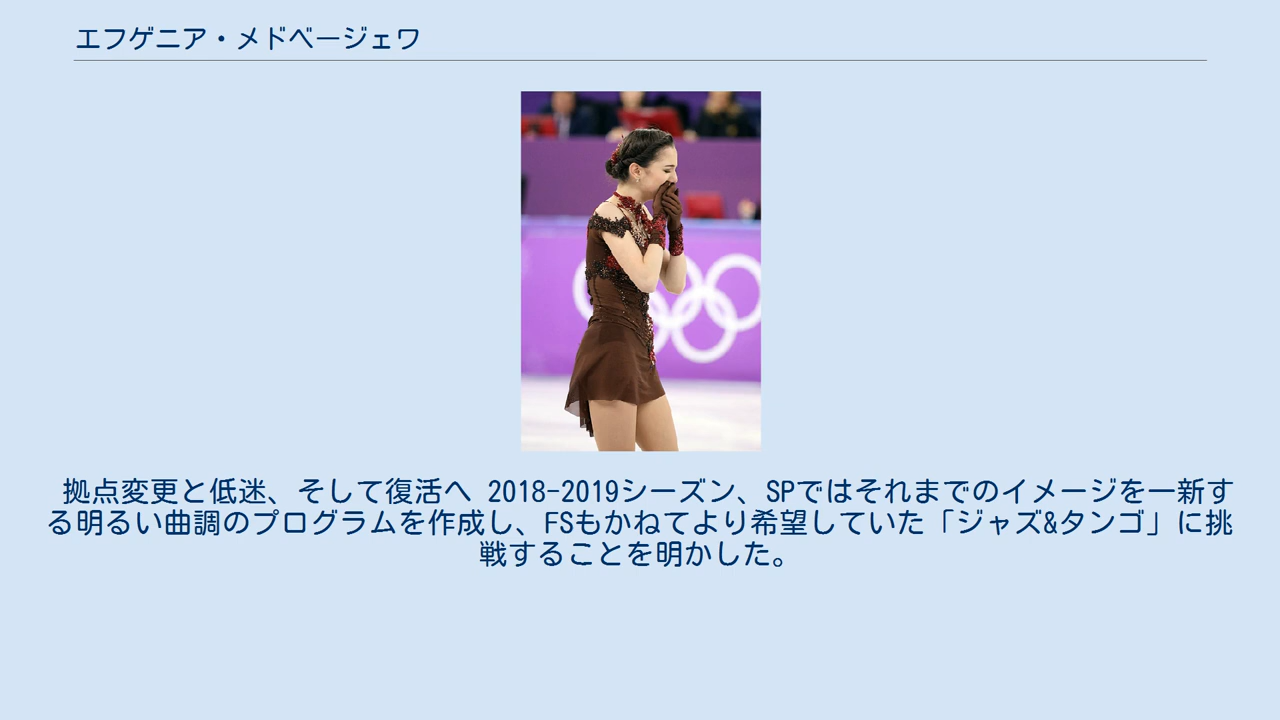 エフゲニア・メドベージェワ
拠点変更と低迷、そして復活へ 2018-2019シーズン、SPではそれまでのイメージを一新す
る明るい曲調のプログラムを作成し、FSもかねてより希望していた「ジャズ&タンゴ」に挑
戦することを明かした。